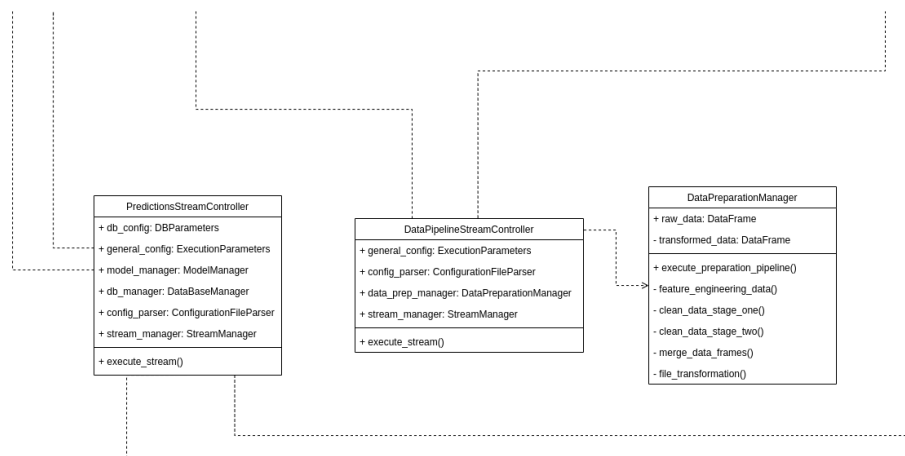 PredictionsStreamController
+ db_config: DBParameters
+ general_config: ExecutionParameters
+ model_manager: ModelManager
+ db_manager: DataBaseManager
+ config_parser: ConfigurationFileParser
+ stream_manager: StreamManager
+ execute_stream()
DataPipelineStreamController
+ general_config: ExecutionParameters
+ config_parser: ConfigurationFileParser
+ data_prep_manager: DataPreparationManager
+ stream_manager: StreamManager
+ execute_stream()
DataPreparationManager
+ raw_data: DataFrame
- transformed_data: DataFrame
+ execute_preparation_pipeline()
- feature_engineering_data()
- clean_data_stage_one()
- clean_data_stage_two()
- merge_data_frames()
- file_transformation()